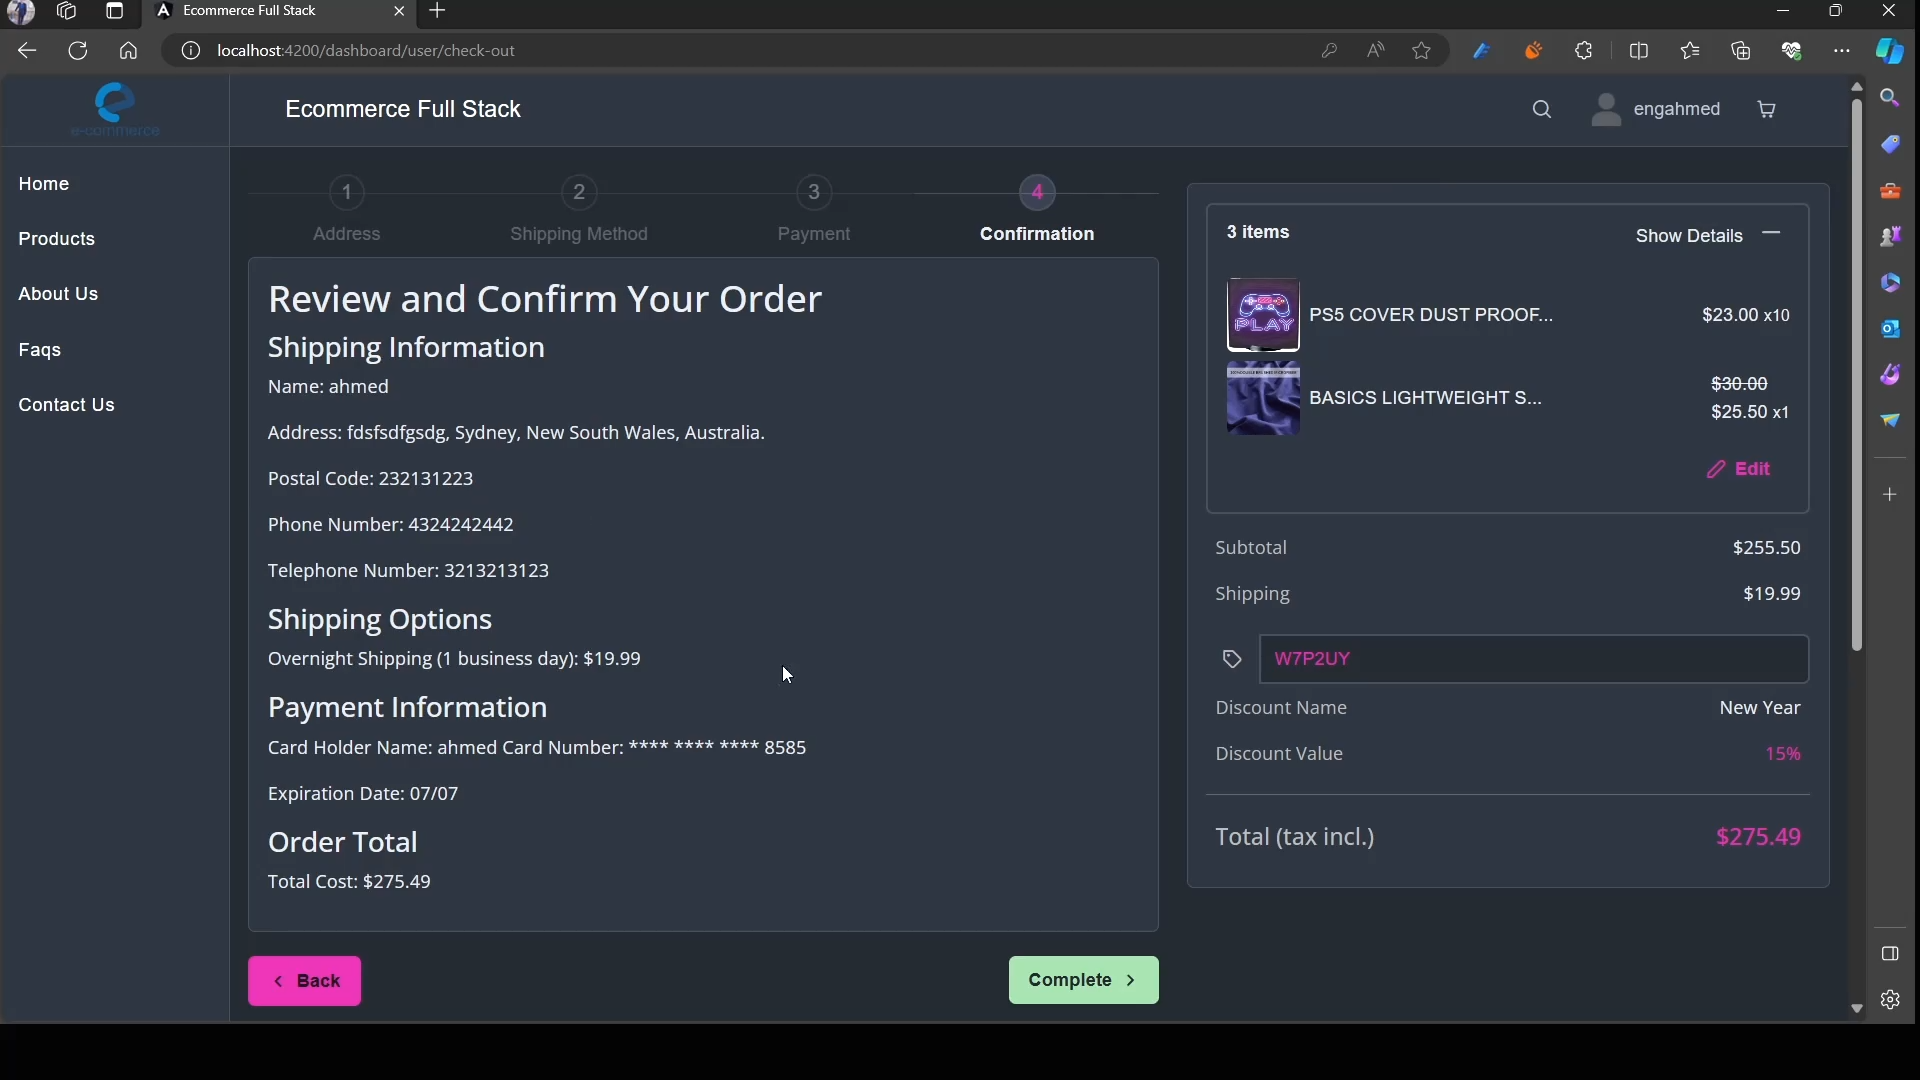 Ecommerce Full Stack
localhost:4200/dashboard/user/check-out
e-commerce
Ecommerce Full Stack
engahmed
Home
Products
About Us
Faqs
Contact Us
1
2
3
4
Address
Shipping Method
Payment
Confirmation
Review and Confirm Your Order
Shipping Information
Name: ahmed
Address: fdsfsdfgsdg, Sydney, New South Wales, Australia.
Postal Code: 232131223
Phone Number: 4324242442
Telephone Number: 3213213123
Shipping Options
Overnight Shipping (1 business day): $19.99
Payment Information
Card Holder Name: ahmed Card Number: **** **** **** 8585
Expiration Date: 07/07
Order Total
Total Cost: $275.49
Back
Complete
3 items
Show Details
PLAY
PS5 COVER DUST PROOF...
$23.00 x10
BASICS LIGHTWEIGHT S...
$30.00
$25.50 x1
Edit
Subtotal
$255.50
Shipping
$19.99
W7P2UY
Discount Name
New Year
Discount Value
15%
Total (tax incl.)
$275.49